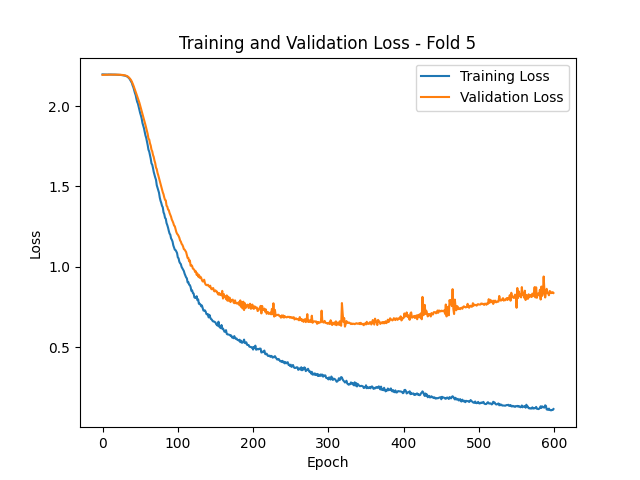 Training and Validation Loss - Fold 5
Training Loss
Validation Loss
Loss
2.0
1.5
1.0
0.5
0
100
200
300
400
500
600
Epoch